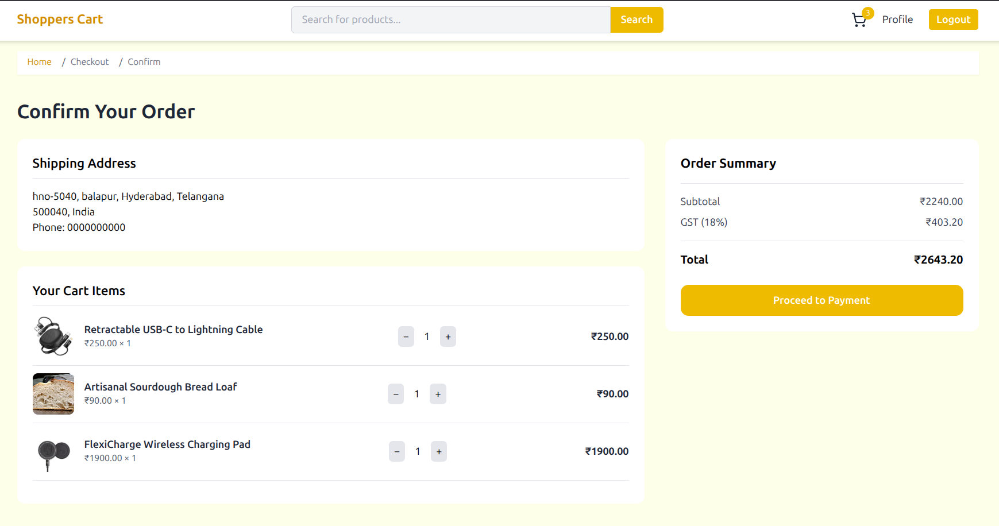 Shoppers Cart
Search for products...
Search
3
Profile
Logout
Home / Checkout / Confirm
Confirm Your Order
Shipping Address
hno-5040, balapur, Hyderabad, Telangana
500040, India
Phone: 0000000000
Your Cart Items
Retractable USB-C to Lightning Cable
₹250.00 × 1
− 1 +
₹250.00
Artisanal Sourdough Bread Loaf
₹90.00 × 1
− 1 +
₹90.00
FlexiCharge Wireless Charging Pad
₹1900.00 × 1
− 1 +
₹1900.00
Order Summary
Subtotal ₹2240.00
GST (18%) ₹403.20
Total ₹2643.20
Proceed to Payment